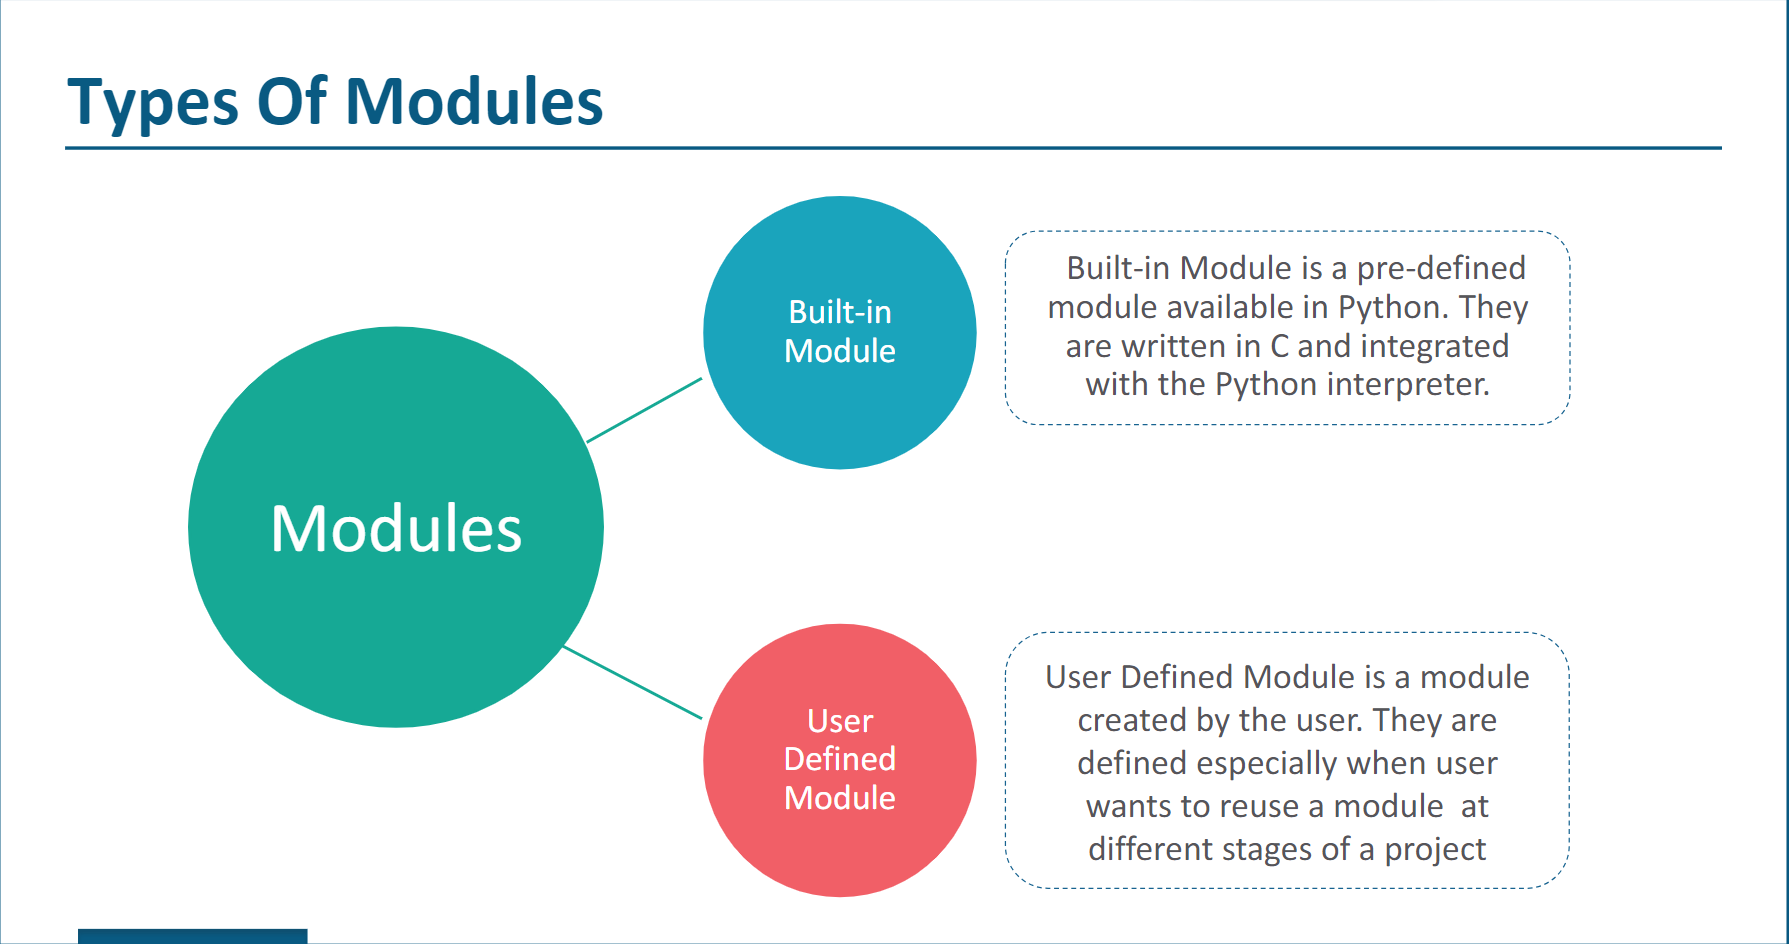 Types Of Modules
Built-in
Module
Built-in Module is a pre-defined
module available in Python. They
are written in C and integrated
with the Python interpreter.
Modules
User
Defined
Module
User Defined Module is a module
created by the user. They are
defined especially when user
wants to reuse a module  at
different stages of a project